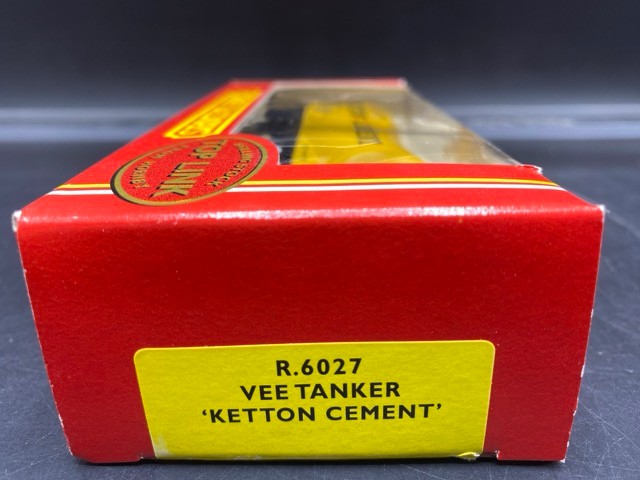 TOP LINK
R.6027
VEE TANKER
‘KETTON CEMENT’